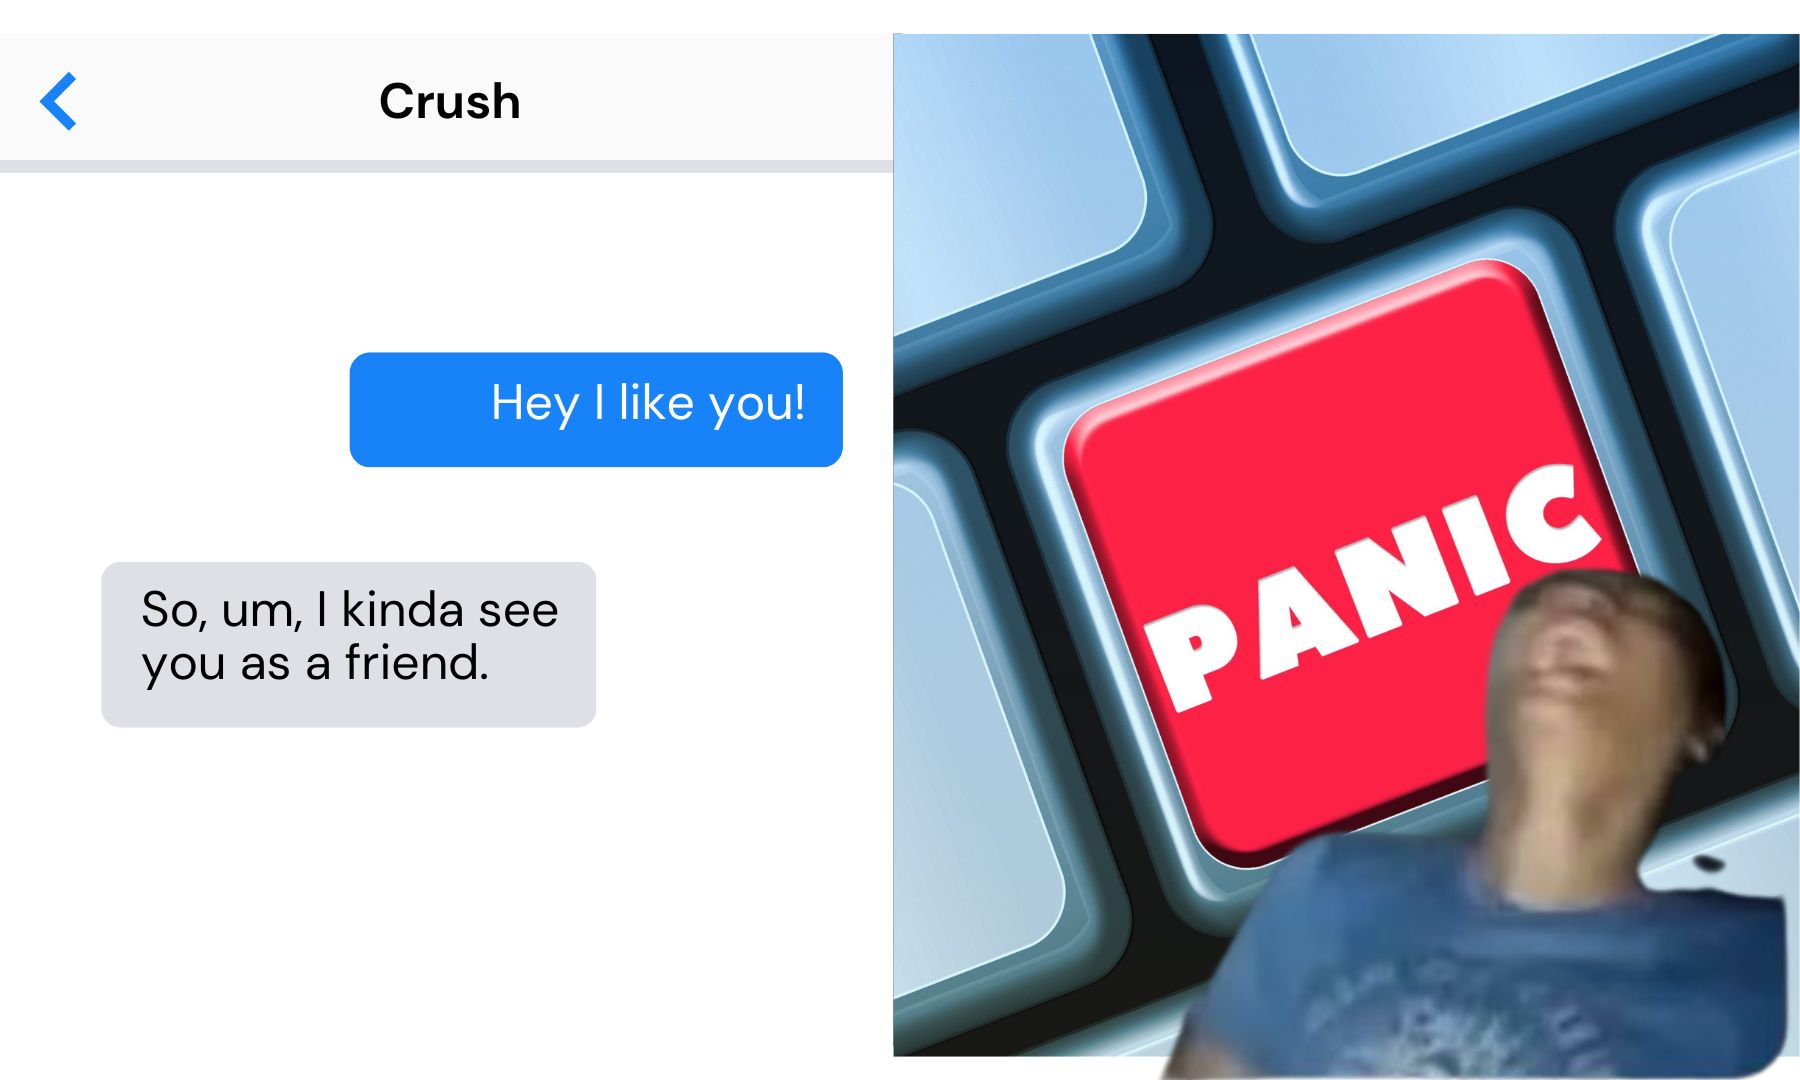 Crush
Hey I like you!
So, um, I kinda see
you as a friend.
PANIC